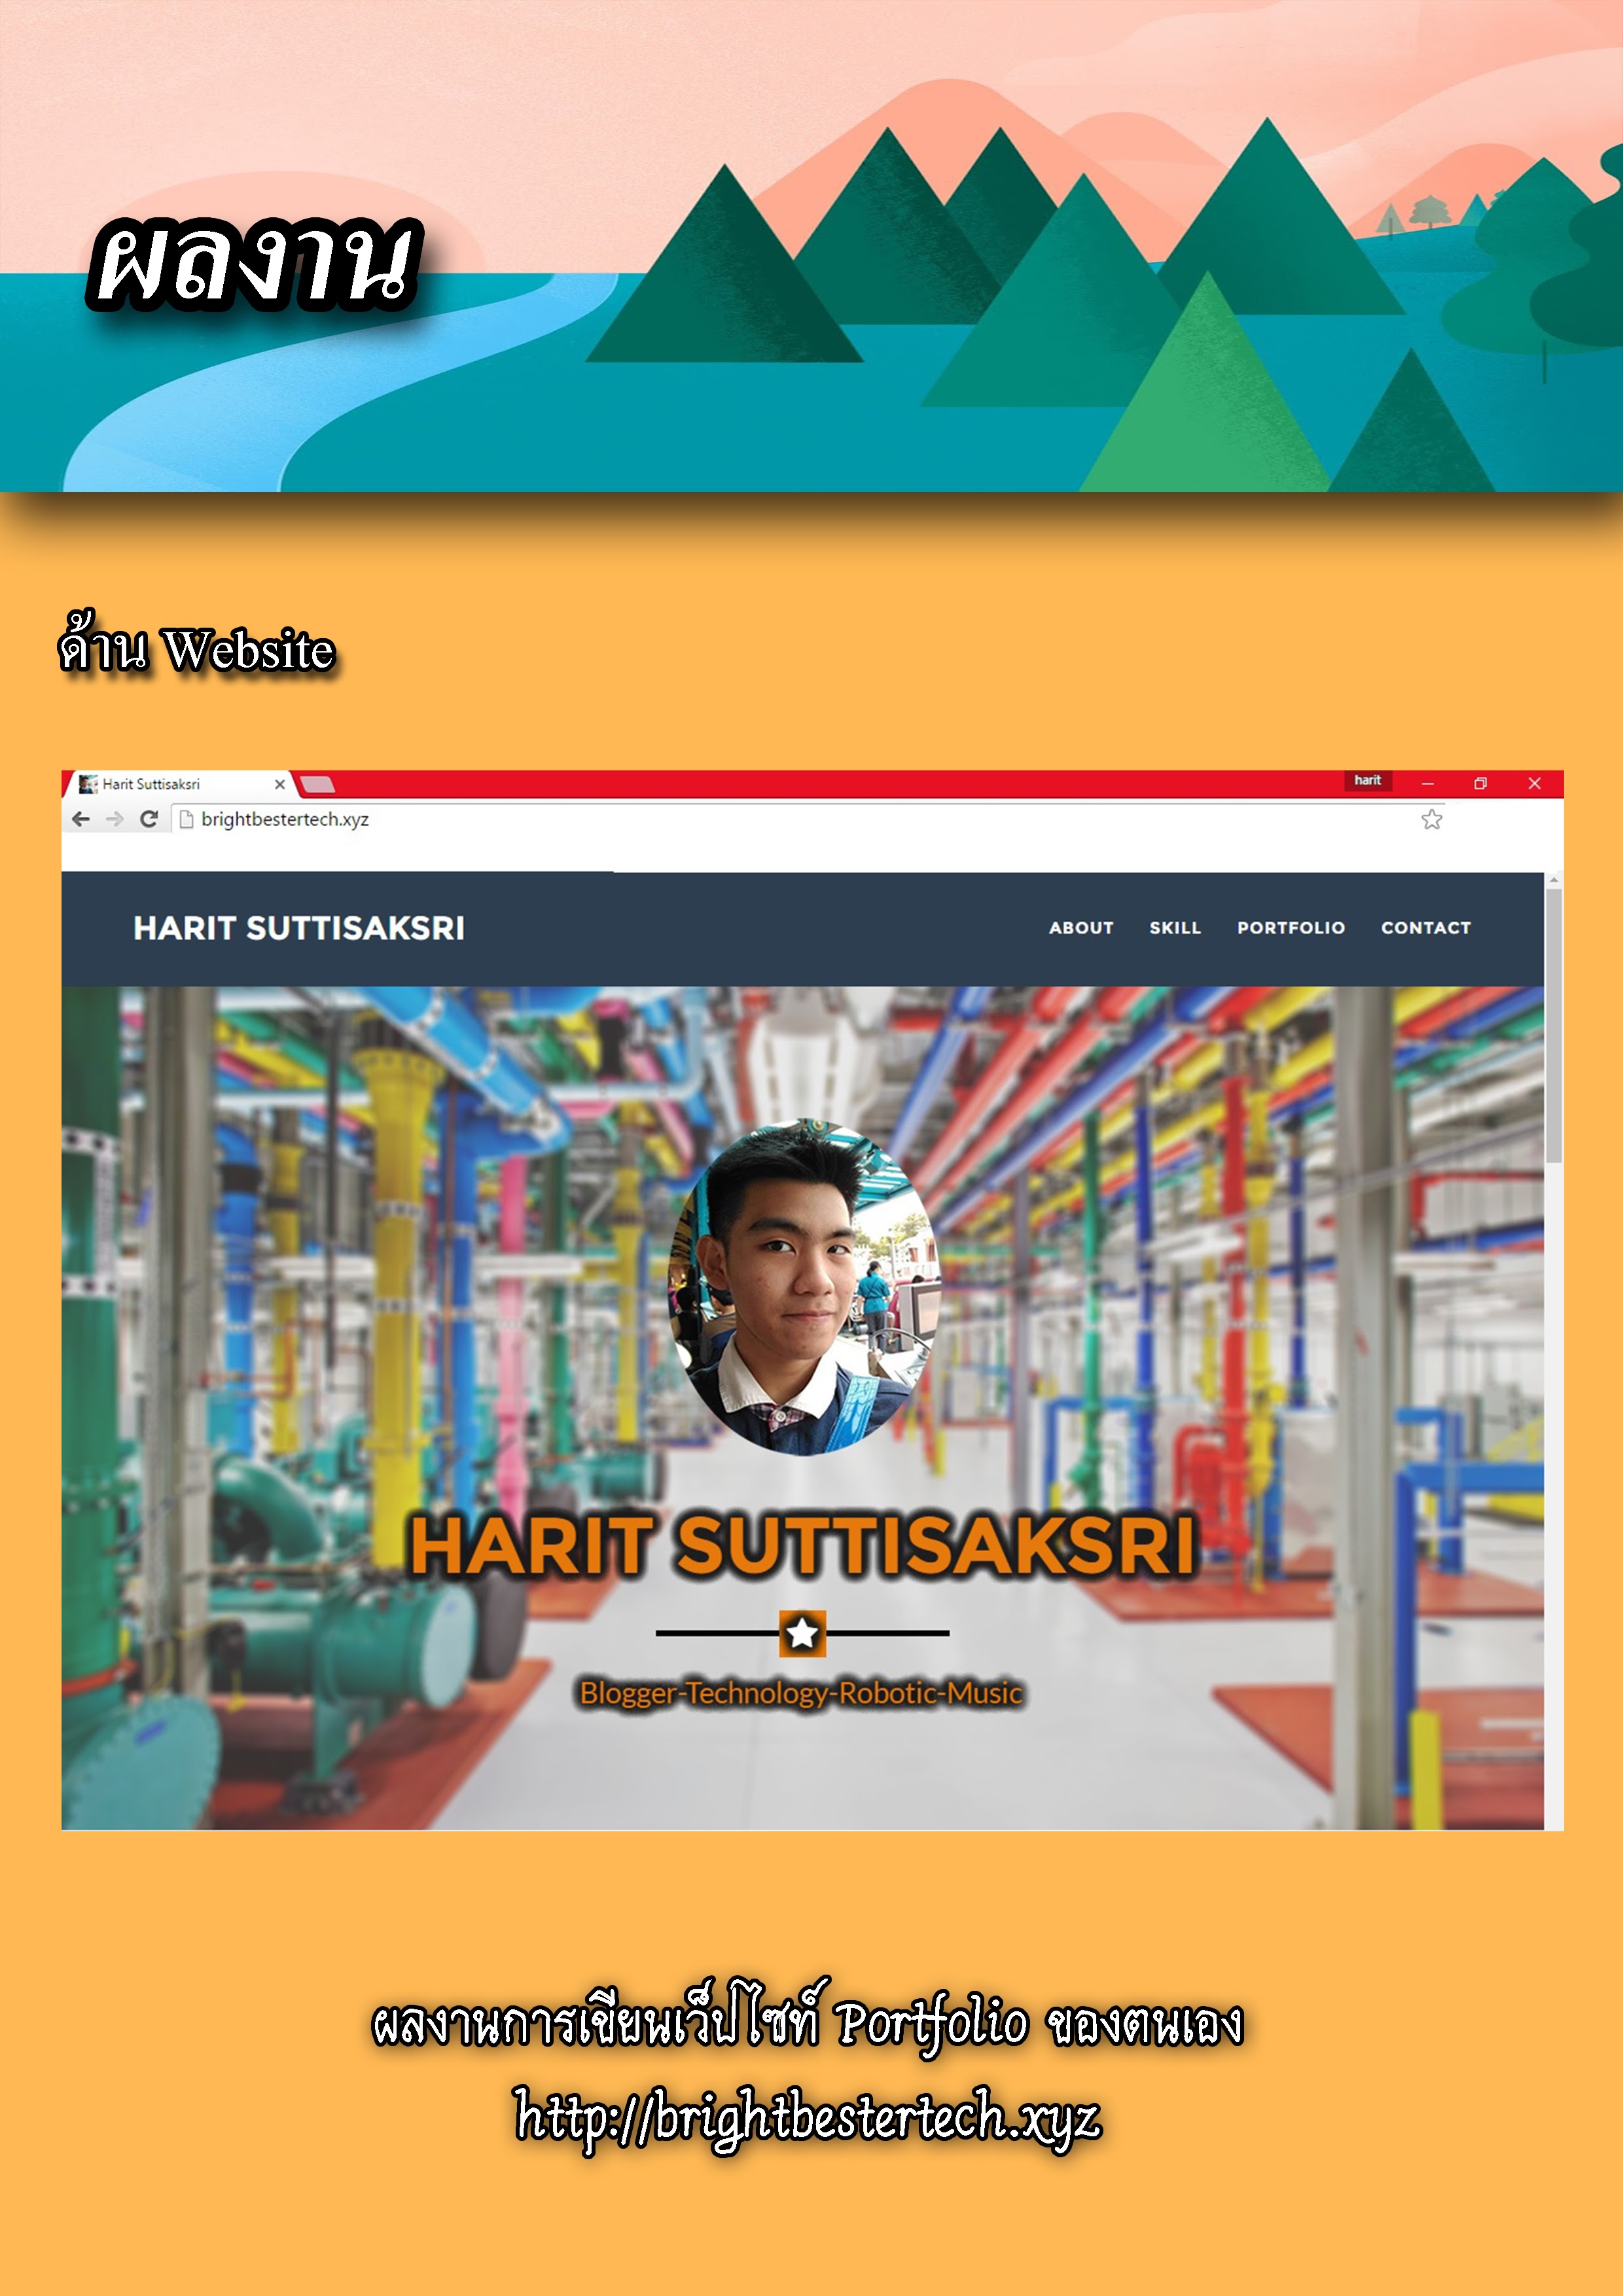 ผลงาน
ด้าน Website
Harit Suttisaksri
harit
brightbestertech.xyz
HARIT SUTTISAKSRI
ABOUT SKILL PORTFOLIO CONTACT
HARIT SUTTISAKSRI
Blogger-Technology-Robotic-Music
ผลงานการเขียนเว็ปไซท์ Portfolio ของตนเอง
http://brightbestertech.xyz